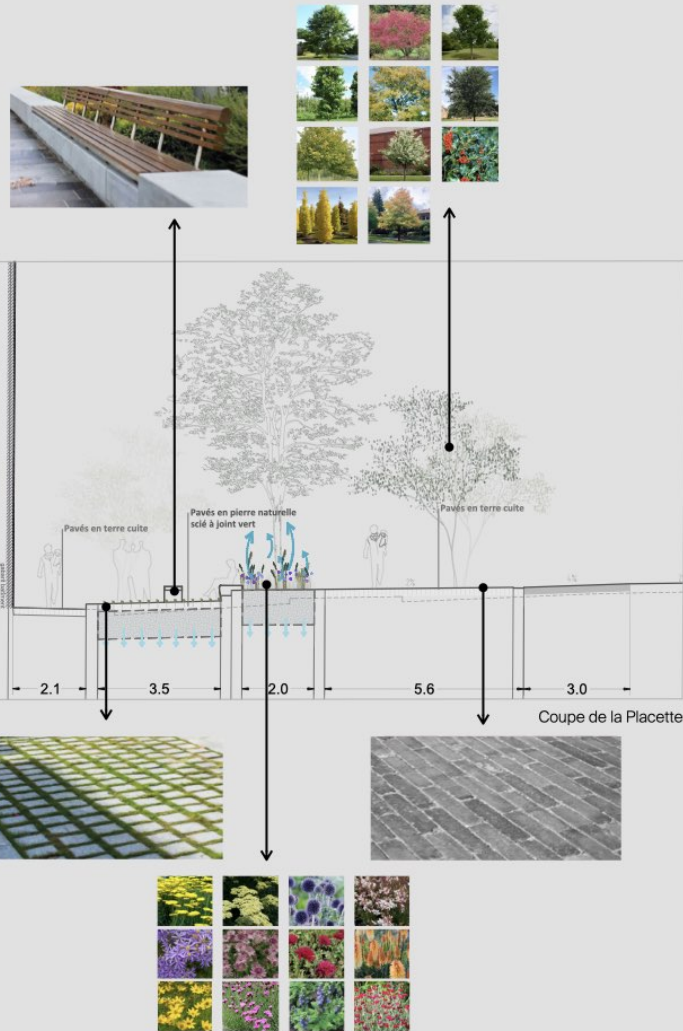 Pavés en terre cuite
Pavés en pierre naturelle
scié à joint vert
Pavés en terre cuite
2.1
3.5
2.0
5.6
3.0
Coupe de la Placette